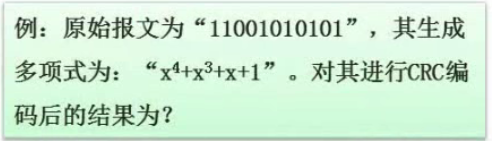 例：原始报文为“11001010101”，其生成
多项式为：“x⁴+x³+x+1”。对其进行CRC编
码后的结果为？